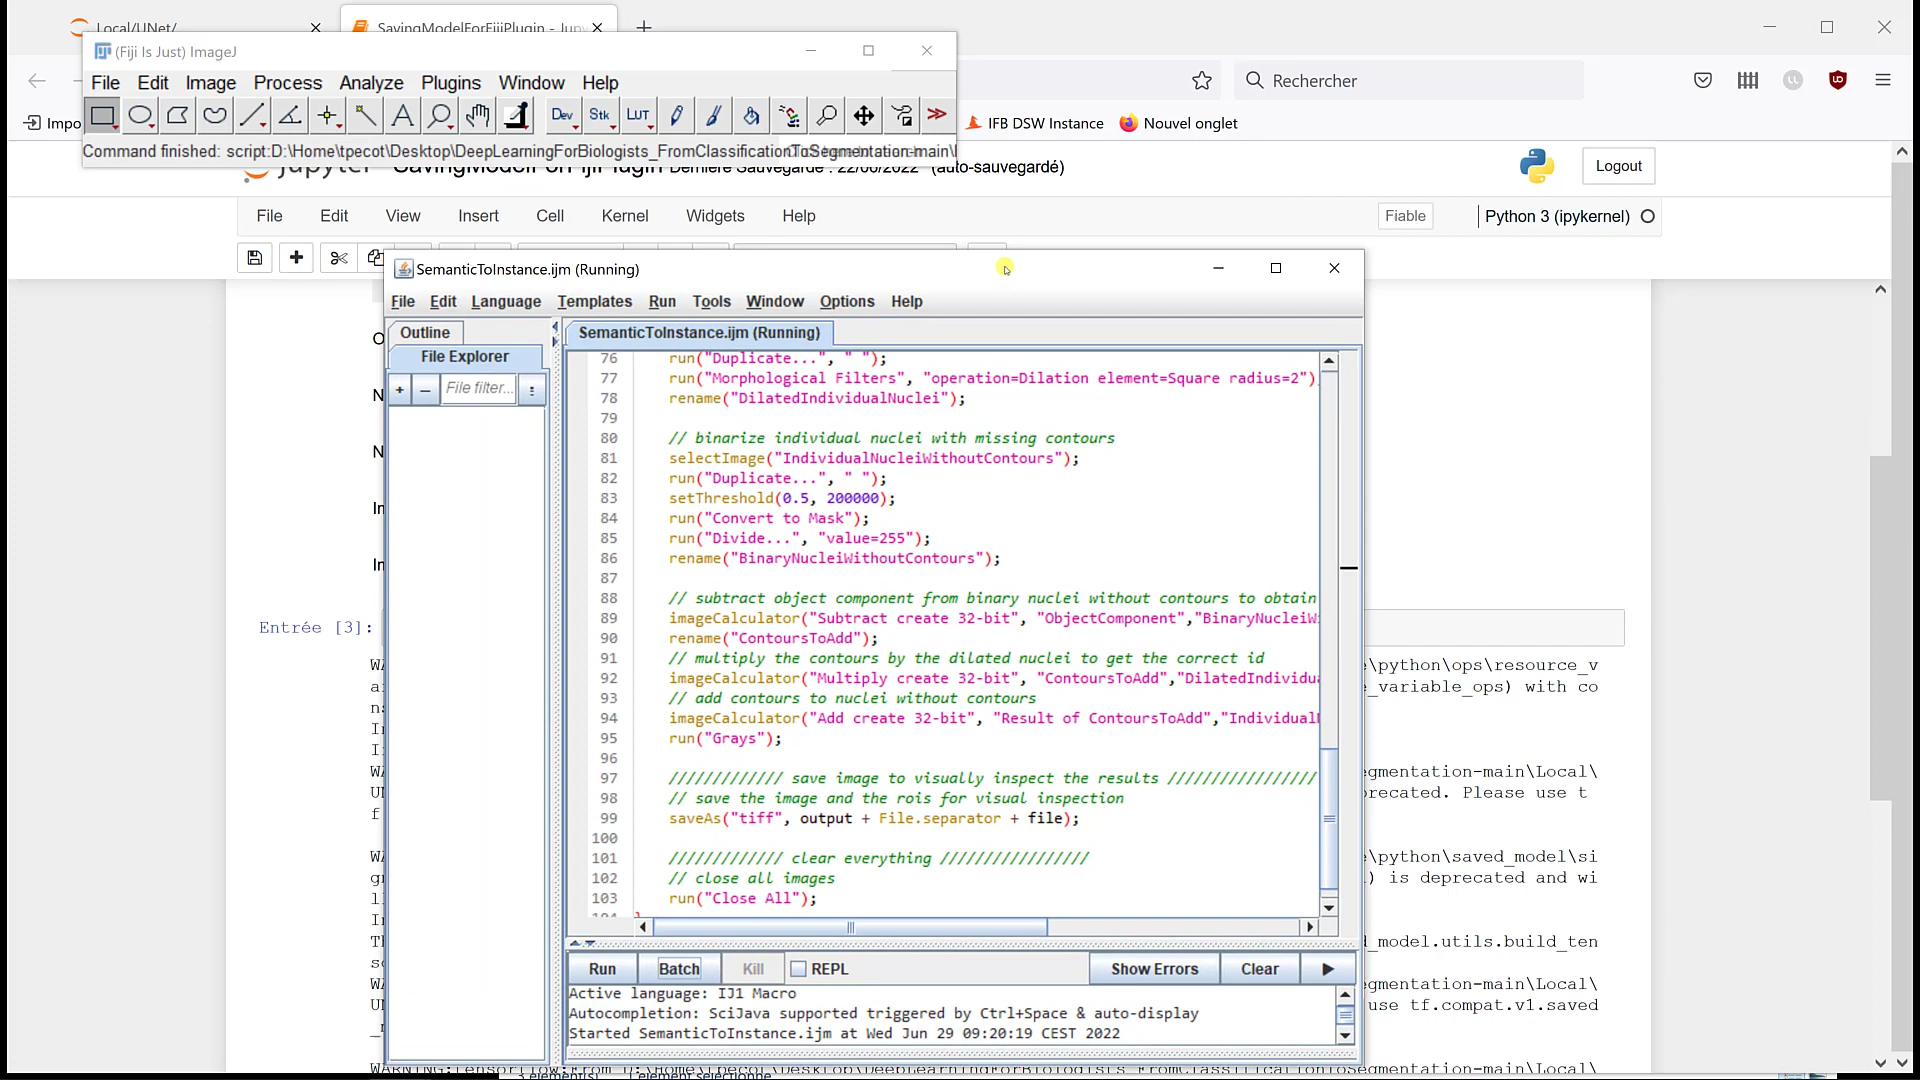 Local/UNet/
SavingModelForFijiPlugin - Jupy
(Fiji Is Just) ImageJ
File Edit Image Process Analyze Plugins Window Help
Rechercher
Dev Stk LUT
Impo
IFB DSW Instance
Nouvel onglet
Command finished: script:D:\Home\tpecot\Desktop\DeepLearningForBiologists_FromClassificationToSegmentation-main\
(auto-sauvegardé)
Logout
File Edit View Insert Cell Kernel Widgets Help
Fiable
Python 3 (ipykernel)
SemanticToInstance.ijm (Running)
File Edit Language Templates Run Tools Window Options Help
Outline
SemanticToInstance.ijm (Running)
File Explorer
File filter...
76 run("Duplicate...", " ");
77 run("Morphological Filters", "operation=Dilation element=Square radius=2")
78 rename("DilatedIndividualNuclei");
79
80 // binarize individual nuclei with missing contours
81 selectImage("IndividualNucleiWithoutContours");
82 run("Duplicate...", " ");
83 setThreshold(0.5, 200000);
84 run("Convert to Mask");
85 run("Divide...", "value=255");
86 rename("BinaryNucleiWithoutContours");
87
88 // subtract object component from binary nuclei without contours to obtain
89 imageCalculator("Subtract create 32-bit", "ObjectComponent","BinaryNucleiW
90 rename("ContoursToAdd");
91 // multiply the contours by the dilated nuclei to get the correct id
92 imageCalculator("Multiply create 32-bit", "ContoursToAdd","DilatedIndividua
93 // add contours to nuclei without contours
94 imageCalculator("Add create 32-bit", "Result of ContoursToAdd","Individual
95 run("Grays");
96
97 ///////////// save image to visually inspect the results /////////////////
98 // save the image and the rois for visual inspection
99 saveAs("tiff", output + File.separator + file);
100
101 ///////////// clear everything /////////////////
102 // close all images
103 run("Close All");
Run Batch Kill REPL Show Errors Clear
Active language: IJ1 Macro
Autocompletion: SciJava supported triggered by Ctrl+Space & auto-display
Started SemanticToInstance.ijm at Wed Jun 29 09:20:19 CEST 2022
Entrée [3]:
e\python\ops\resource_v
e_variable_ops) with co
egmentation-main\Local\
precated. Please use t
e\python\saved_model\si
) is deprecated and wi
d_model.utils.build_ten
egmentation-main\Local\
use tf.compat.v1.saved